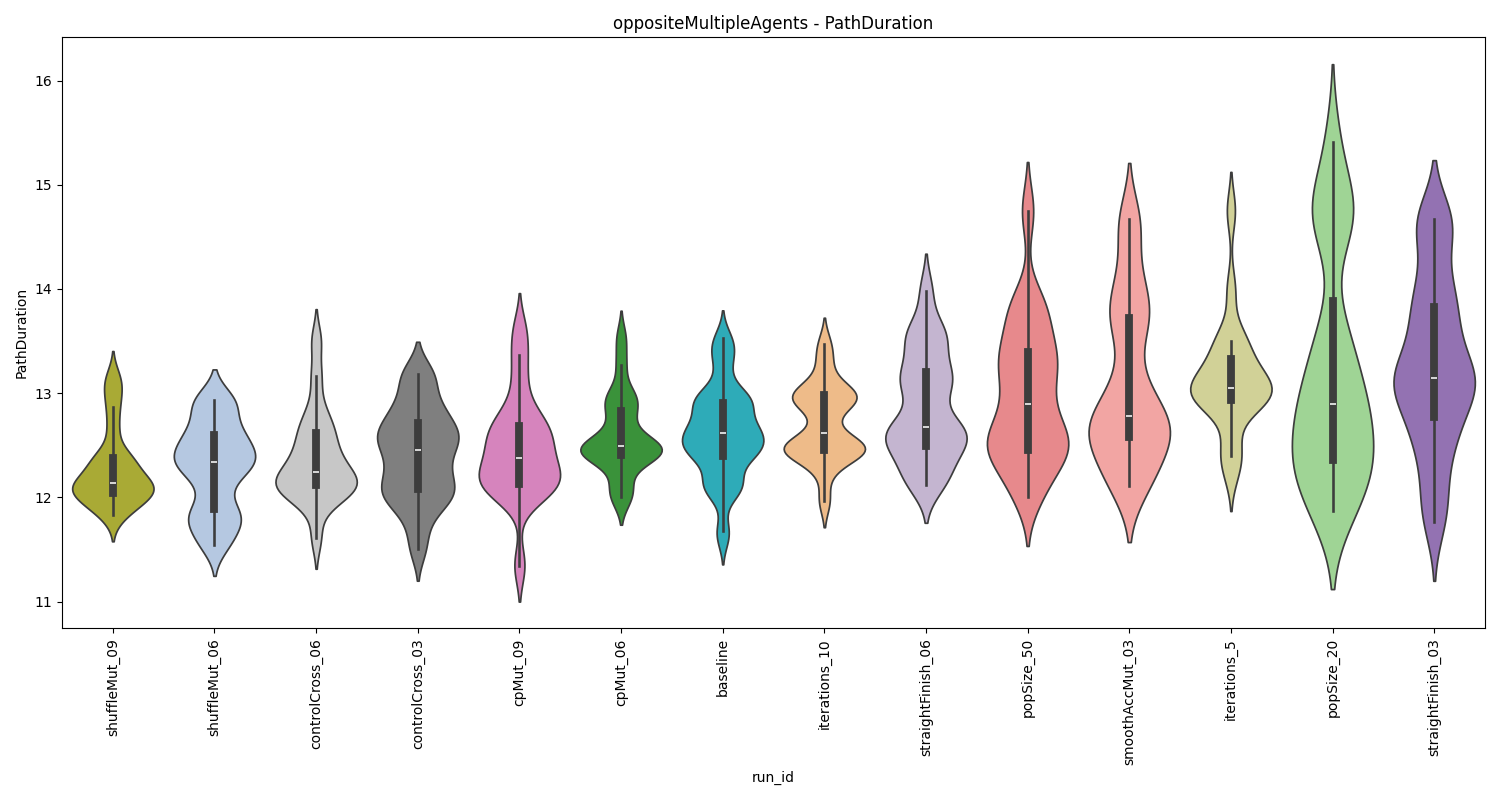 oppositeMultipleAgents - PathDuration
PathDuration
16
15
14
13
12
11
shuffleMut_09
shuffleMut_06
controlCross_06
controlCross_03
cpMut_09
cpMut_06
baseline
iterations_10
straightFinish_06
popSize_50
smoothAccMut_03
iterations_5
popSize_20
straightFinish_03
run_id